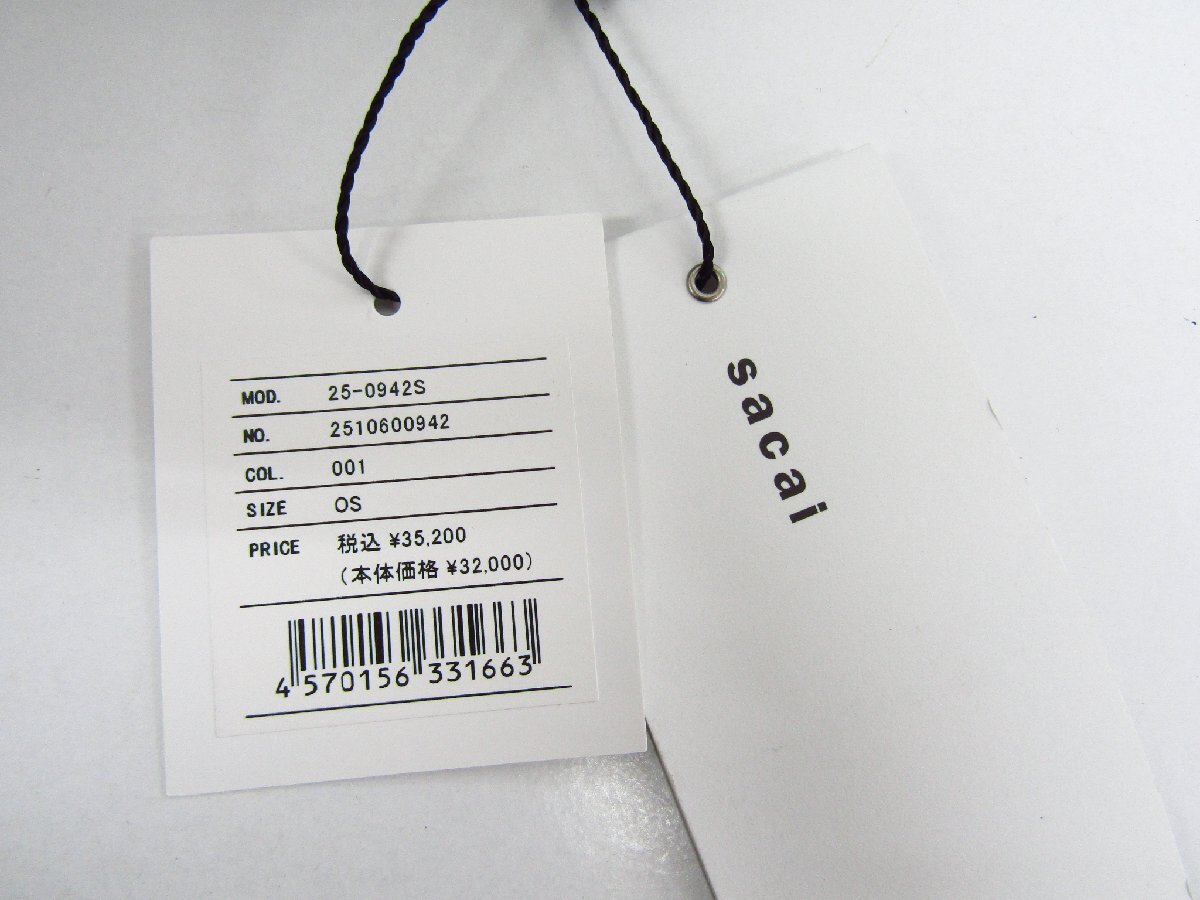 MOD. 25-0942S
NO. 2510600942
COL. 001
SIZE OS
PRICE 税込 ¥35,200
(本体価格 ¥32,000)
4 570156 331663
sacai